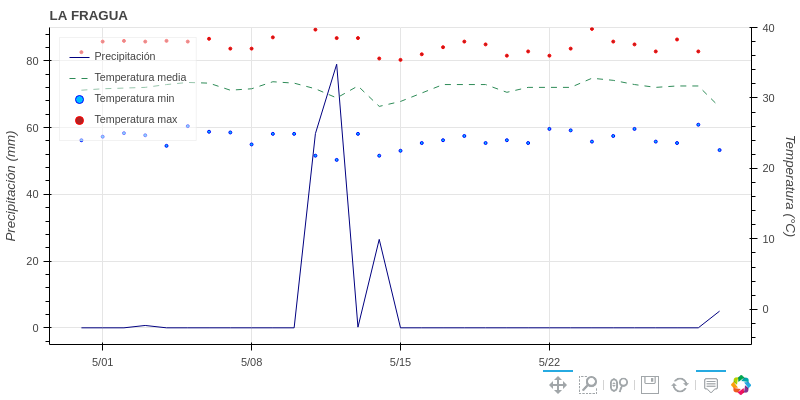 LA FRAGUA
Precipitación
Temperatura media
Temperatura min
Temperatura max
Precipitación (mm)
80
60
40
20
0
Temperatura (°C)
40
30
20
10
0
5/01
5/08
5/15
5/22